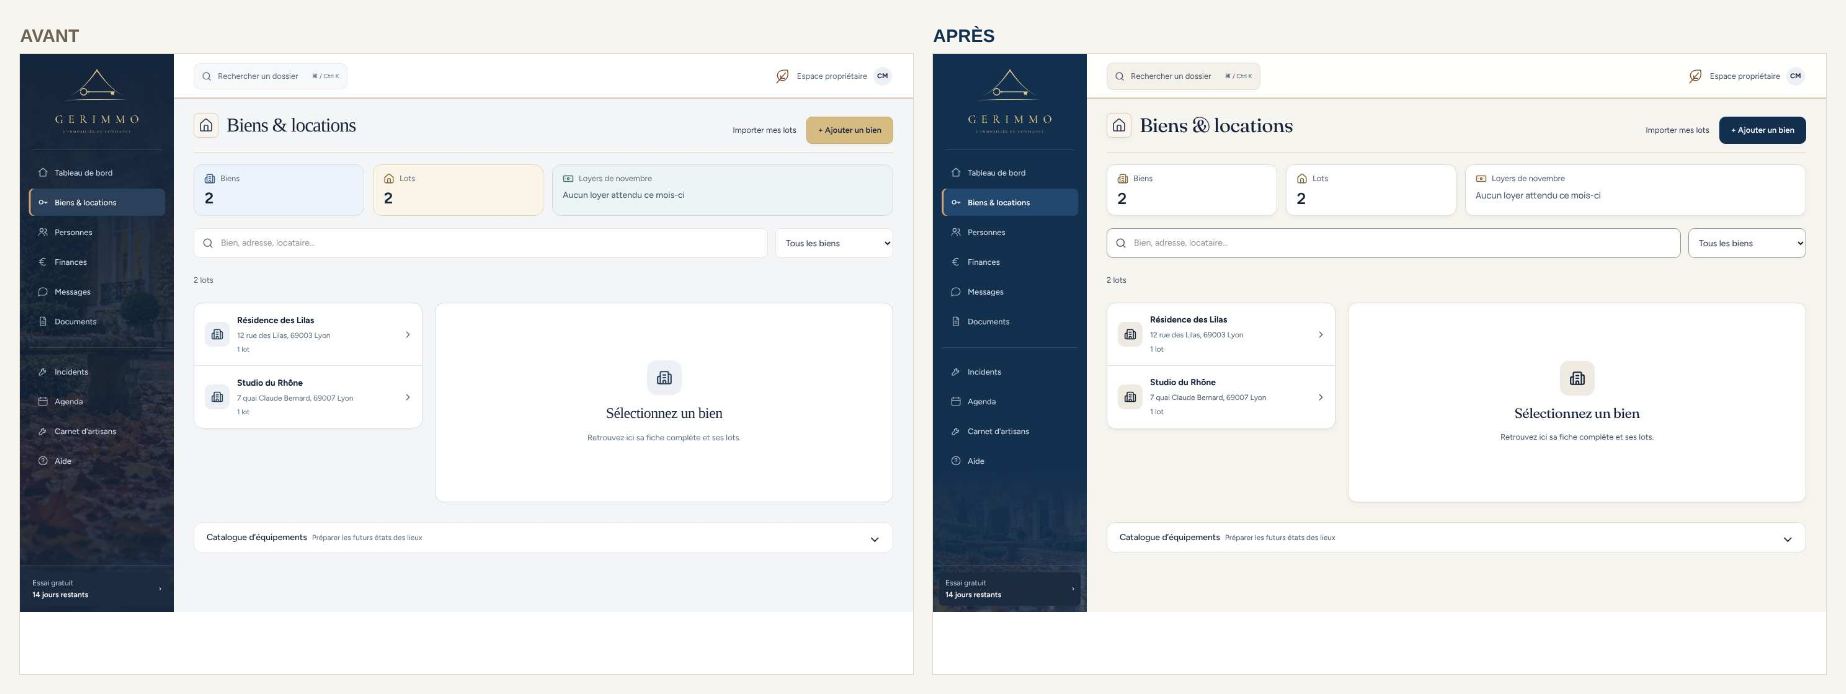 AVANT
GERIMMO
L'IMMOBILIER DE CONFIANCE
Tableau de bord
Biens & locations
Personnes
Finances
Messages
Documents
Incidents
Agenda
Carnet d'artisans
Aide
Essai gratuit
14 jours restants
Rechercher un dossier ⌘ / Ctrl K
Espace propriétaire CM
Biens & locations
Importer mes lots
+ Ajouter un bien
Biens
2
Lots
2
Loyers de novembre
Aucun loyer attendu ce mois-ci
Bien, adresse, locataire...
Tous les biens
2 lots
Résidence des Lilas
12 rue des Lilas, 69003 Lyon
1 lot
Studio du Rhône
7 quai Claude Bernard, 69007 Lyon
1 lot
Sélectionnez un bien
Retrouvez ici sa fiche complète et ses lots.
Catalogue d'équipements Préparer les futurs états des lieux
APRÈS
GERIMMO
L'IMMOBILIER DE CONFIANCE
Tableau de bord
Biens & locations
Personnes
Finances
Messages
Documents
Incidents
Agenda
Carnet d'artisans
Aide
Essai gratuit
14 jours restants
Rechercher un dossier ⌘ / Ctrl K
Espace propriétaire CM
Biens & locations
Importer mes lots
+ Ajouter un bien
Biens
2
Lots
2
Loyers de novembre
Aucun loyer attendu ce mois-ci
Bien, adresse, locataire...
Tous les biens
2 lots
Résidence des Lilas
12 rue des Lilas, 69003 Lyon
1 lot
Studio du Rhône
7 quai Claude Bernard, 69007 Lyon
1 lot
Sélectionnez un bien
Retrouvez ici sa fiche complète et ses lots.
Catalogue d'équipements Préparer les futurs états des lieux